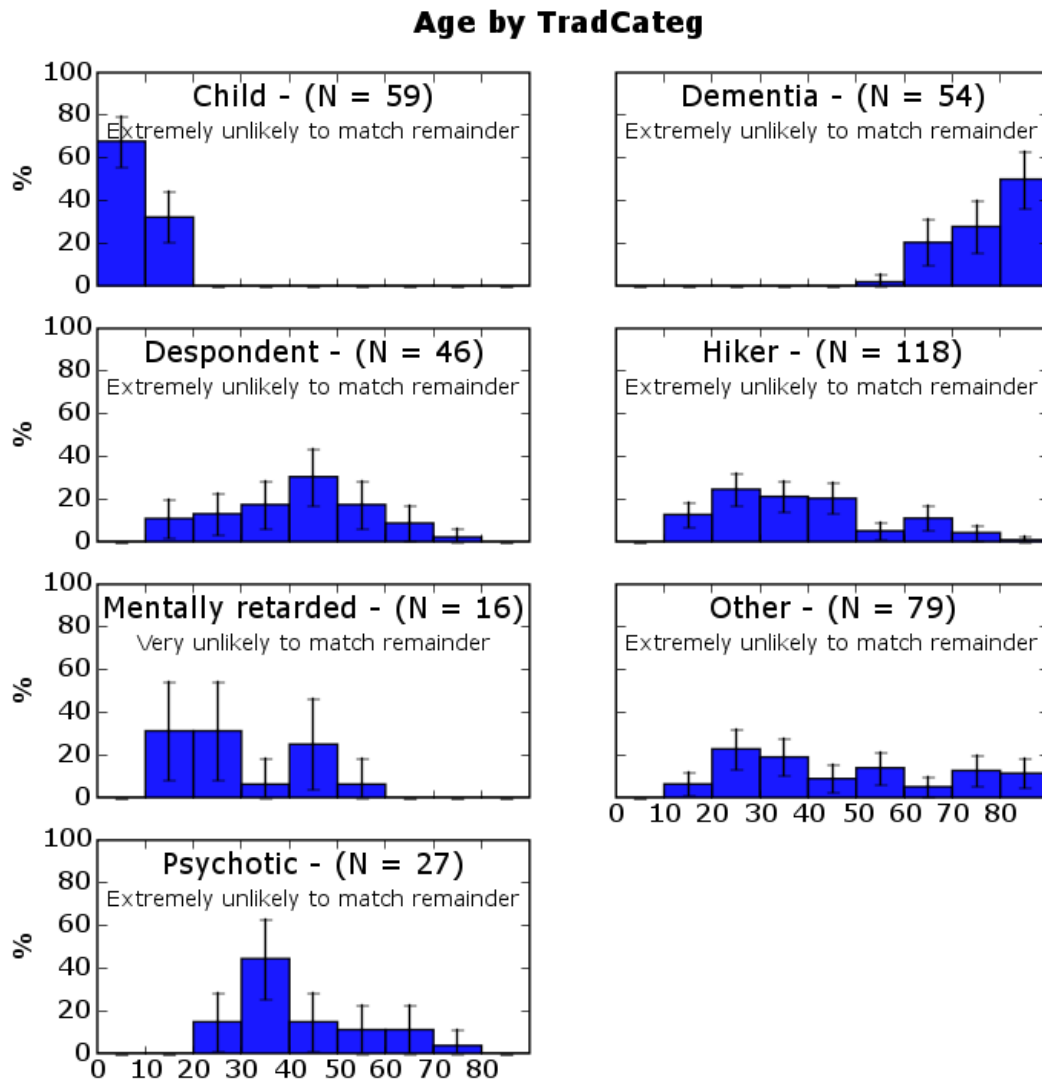 Age by TradCateg
Child - (N = 59)
Extremely unlikely to match remainder
%
100
80
60
40
20
0
Dementia - (N = 54)
Extremely unlikely to match remainder
Despondent - (N = 46)
Extremely unlikely to match remainder
%
100
80
60
40
20
0
Hiker - (N = 118)
Extremely unlikely to match remainder
Mentally retarded - (N = 16)
Very unlikely to match remainder
%
100
80
60
40
20
0
Other - (N = 79)
Extremely unlikely to match remainder
0 10 20 30 40 50 60 70 80
Psychotic - (N = 27)
Extremely unlikely to match remainder
%
100
80
60
40
20
0
0 10 20 30 40 50 60 70 80